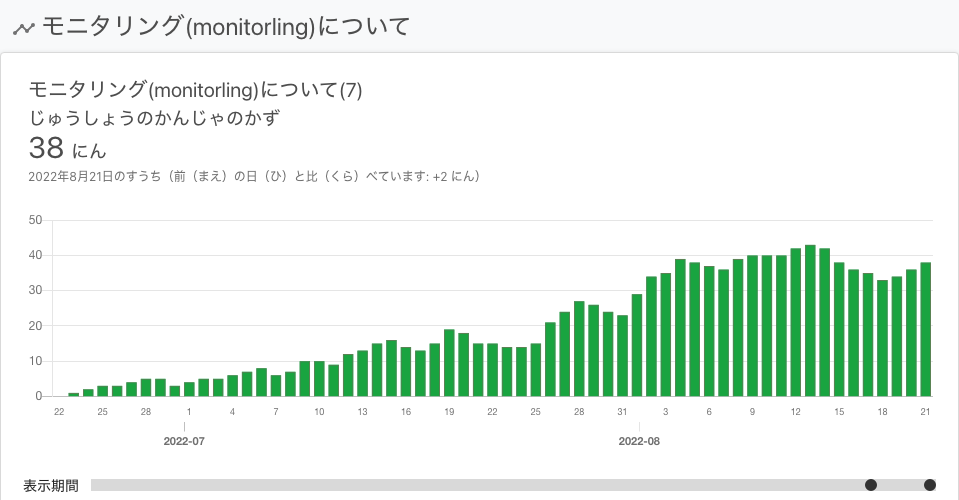 モニタリング(monitorling)について
モニタリング(monitorling)について(7)
じゅうしょうのかんじゃのかず
38 にん
2022年8月21日のすうち（前（まえ）の日（ひ）と比（くら）べています: +2 にん）
50
40
30
20
10
0
22 25 28 1 4 7 10 13 16 19 22 25 28 31 3 6 9 12 15 18 21
2022-07 2022-08
表示期間